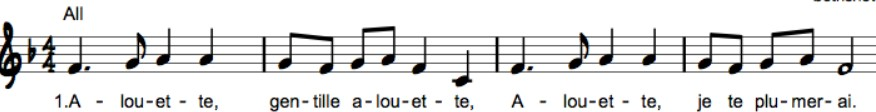 All
1.A - lou-et - te, gen-tille a-lou-et - te, A - lou-et - te, je te plu-mer- ai.